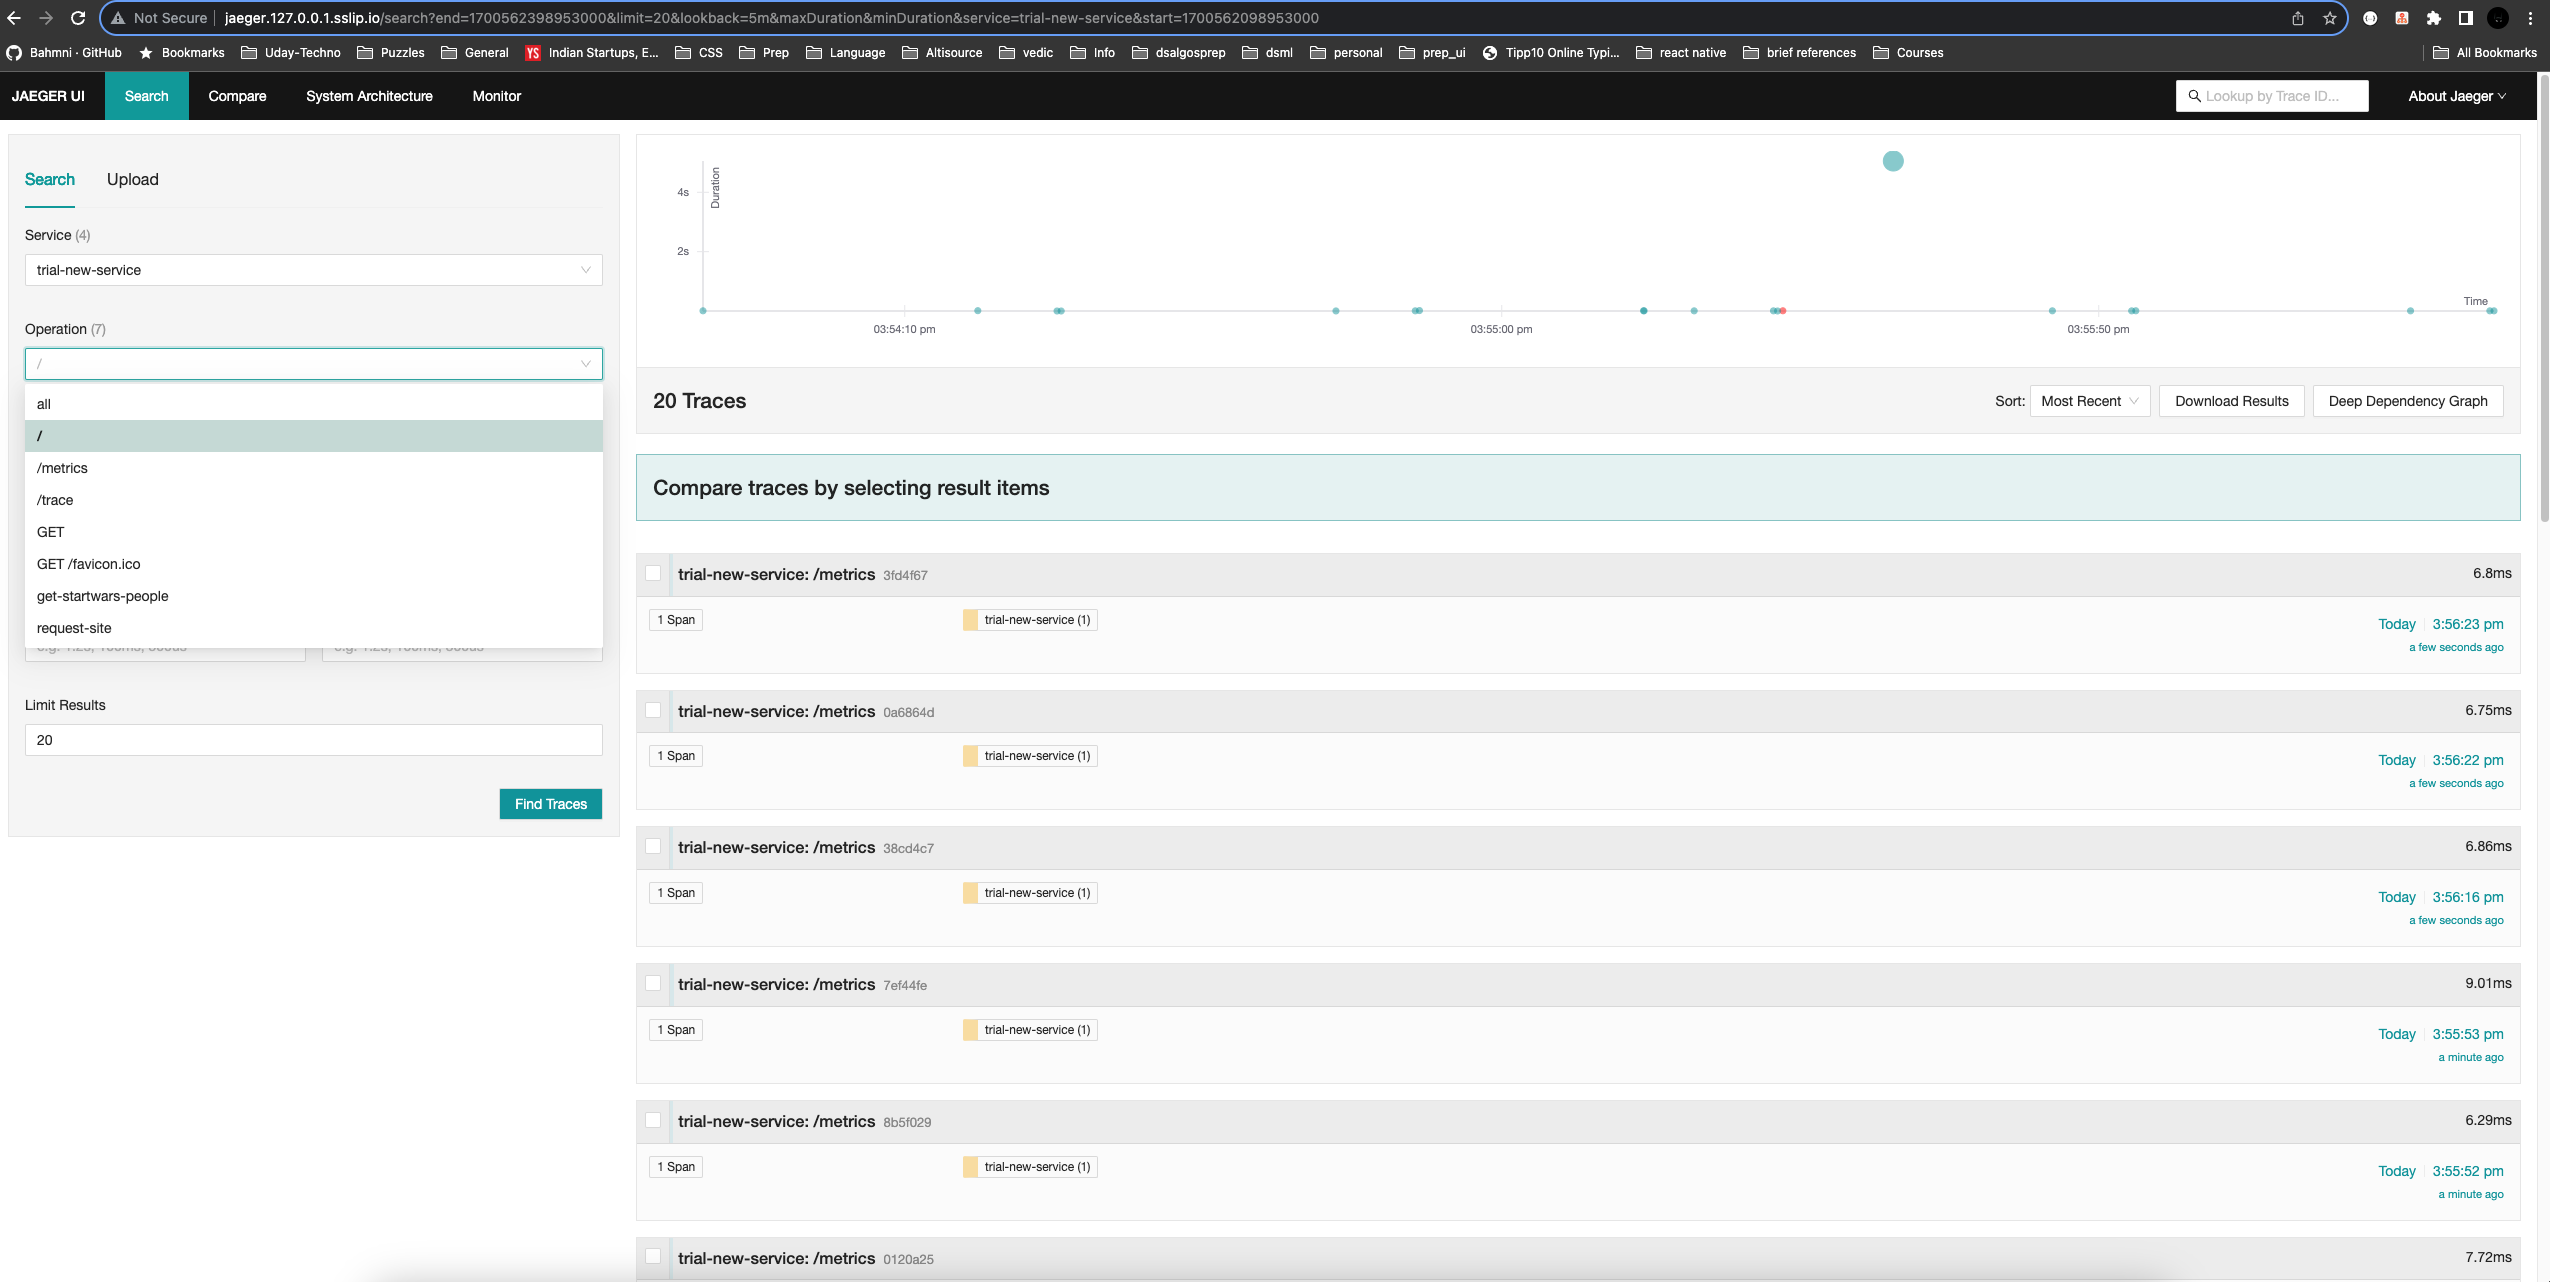 Not Secure jaeger.127.0.0.1.sslip.io/search?end=1700562398953000&limit=20&lookback=5m&maxDuration&minDuration&service=trial-new-service&start=1700562098953000
Bahmni · GitHub Bookmarks Uday-Techno Puzzles General YS Indian Startups, E... CSS Prep Language Altisource vedic Info dsalgosprep dsml personal prep_ui Tipp10 Online Typi... react native brief references Courses All Bookmarks
JAEGER UI Search Compare System Architecture Monitor Lookup by Trace ID... About Jaeger
Search Upload
Service (4)
trial-new-service
Operation (7)
/
all
/
/metrics
/trace
GET
GET /favicon.ico
get-startwars-people
request-site
Limit Results
20
Find Traces
Duration
4s
2s
Time
03:54:10 pm 03:55:00 pm 03:55:50 pm
20 Traces Sort: Most Recent Download Results Deep Dependency Graph
Compare traces by selecting result items
trial-new-service: /metrics 3fd4f67 6.8ms
1 Span trial-new-service (1) Today 3:56:23 pm
a few seconds ago
trial-new-service: /metrics 0a6864d 6.75ms
1 Span trial-new-service (1) Today 3:56:22 pm
a few seconds ago
trial-new-service: /metrics 38cd4c7 6.86ms
1 Span trial-new-service (1) Today 3:56:16 pm
a few seconds ago
trial-new-service: /metrics 7ef44fe 9.01ms
1 Span trial-new-service (1) Today 3:55:53 pm
a minute ago
trial-new-service: /metrics 8b5f029 6.29ms
1 Span trial-new-service (1) Today 3:55:52 pm
a minute ago
trial-new-service: /metrics 0120a25 7.72ms